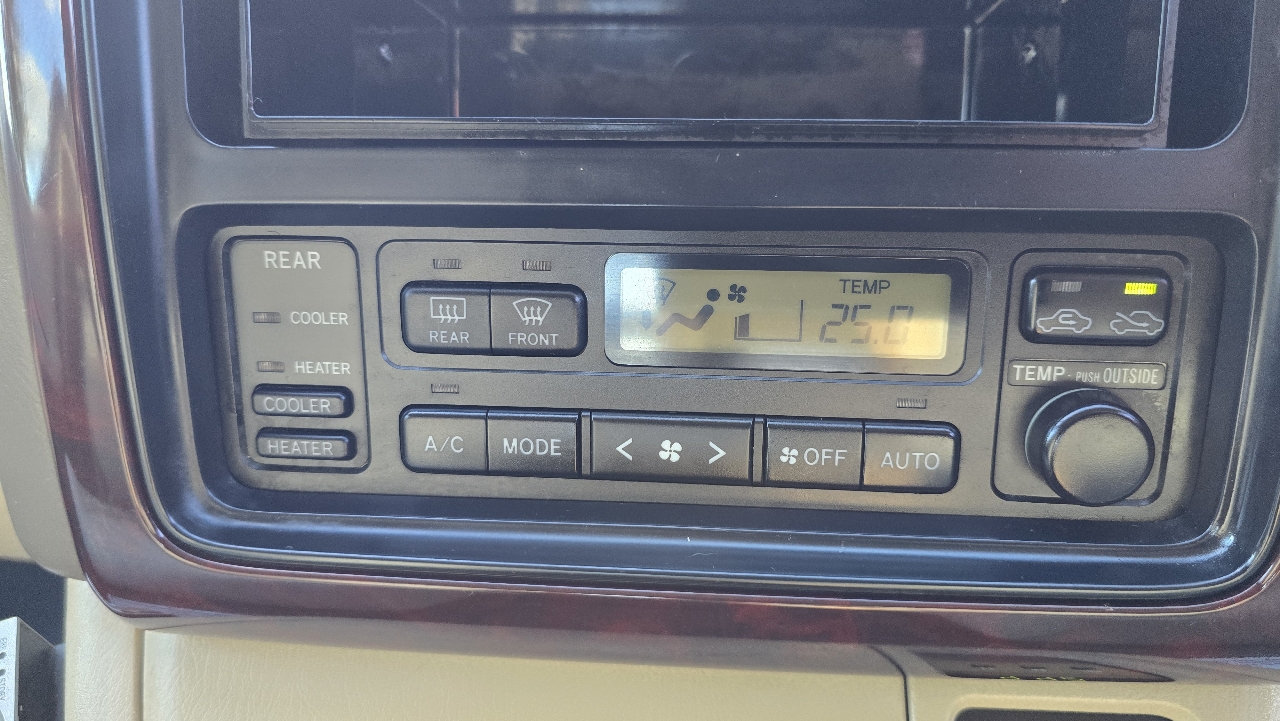 REAR
COOLER
HEATER
COOLER
HEATER
REAR
FRONT
TEMP
25.0
A/C
MODE
< >
OFF
AUTO
TEMP - PUSH OUTSIDE